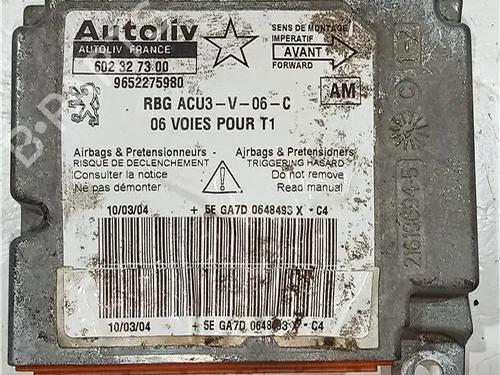 Autoliv
AUTOLIV FRANCE
602 32 73 00
9652275980
SENS DE MONTAGE
IMPERATIF
AVANT
FORWARD
AM
RBG ACU3-V-06-C
06 VOIES POUR T1
Airbags & Pretensionneurs
RISQUE DE DECLENCHEMENT
Consulter la notice
Ne pas démonter
Airbags & Pretensioners
TRIGGERING HASARD
Do not remove
Read manual
10/03/04 + 5E GA7D 0648493 X - C4
10/03/04 + 5E GA7D 0648493 X - C4